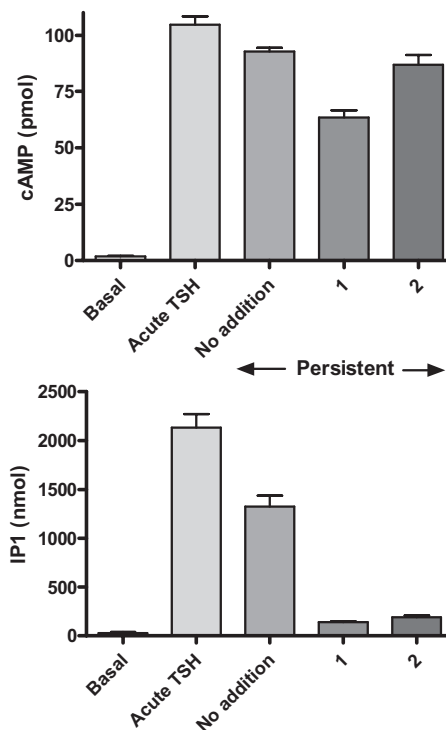 cAMP (pmol)
100
75
50
25
0
Basal
Acute TSH
No addition
1
2
Persistent
IP1 (nmol)
2500
2000
1500
1000
500
0
Basal
Acute TSH
No addition
1
2